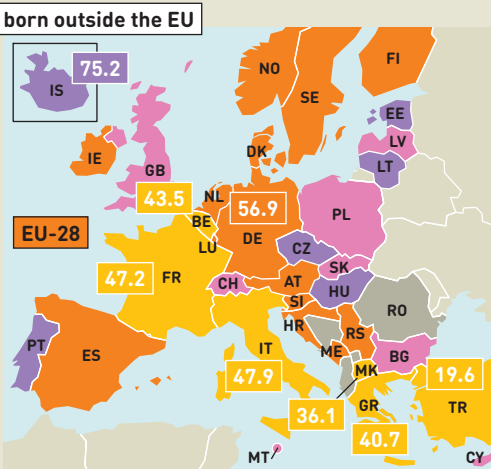 born outside the EU
IS
75.2
NO
SE
FI
EE
LV
LT
DK
IE
GB
43.5
NL
BE
56.9
PL
EU-28
LU
DE
CZ
47.2
FR
CH
AT
SK
HU
SI
RO
HR
RS
PT
ES
IT
ME
BG
MK
19.6
47.9
36.1
GR
TR
40.7
MT
CY